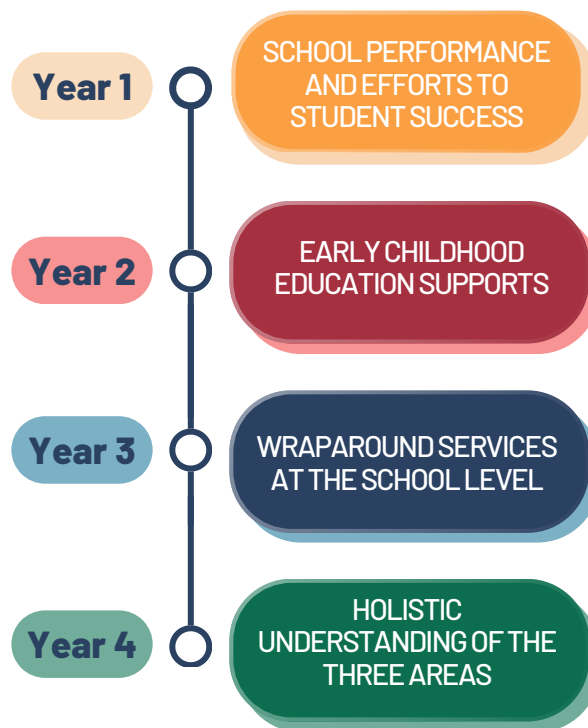 Year 1
SCHOOL PERFORMANCE
AND EFFORTS TO
STUDENT SUCCESS
Year 2
EARLY CHILDHOOD
EDUCATION SUPPORTS
Year 3
WRAPAROUND SERVICES
AT THE SCHOOL LEVEL
Year 4
HOLISTIC
UNDERSTANDING OF THE
THREE AREAS